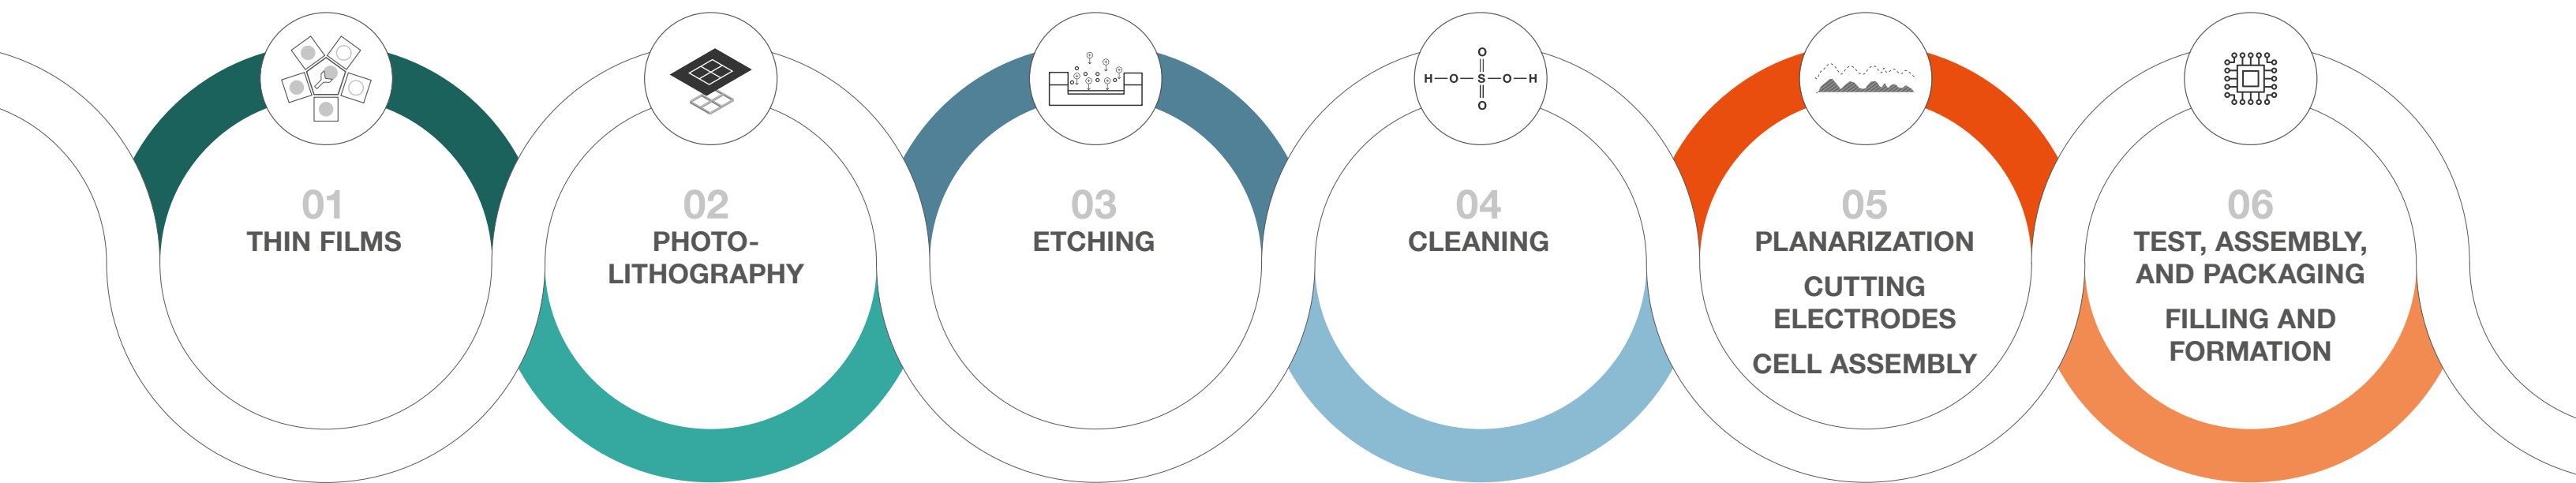 01
THIN FILMS
02
PHOTO-
LITHOGRAPHY
03
ETCHING
O
H—O—S—O—H
O
04
CLEANING
05
PLANARIZATION
CUTTING
ELECTRODES
CELL ASSEMBLY
06
TEST, ASSEMBLY,
AND PACKAGING
FILLING AND
FORMATION